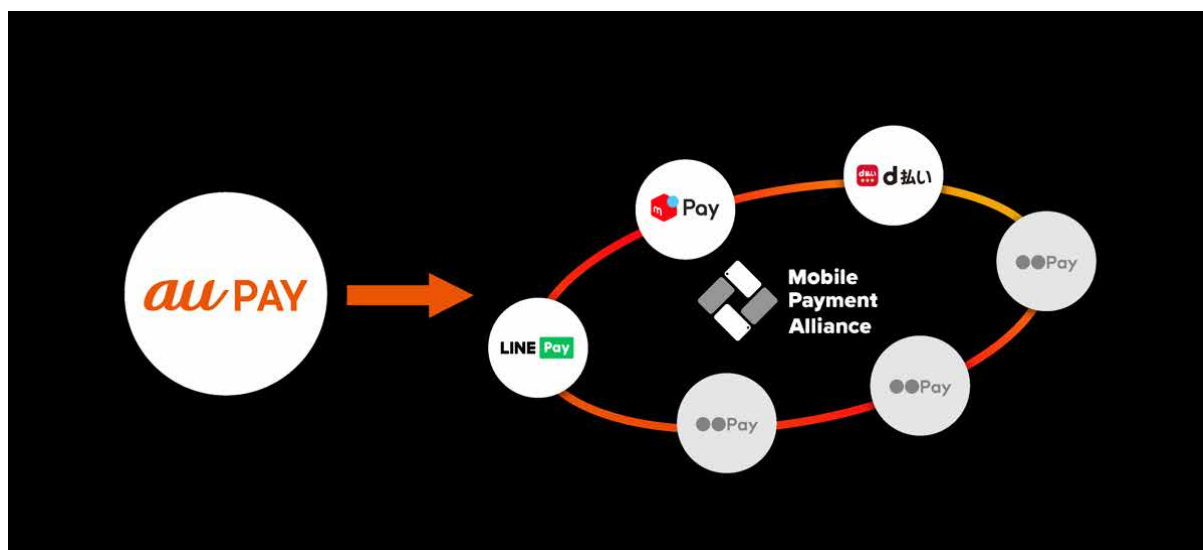 au PAY
m Pay
d払い d払い
●●Pay
LINE Pay
Mobile
Payment
Alliance
●●Pay
●●Pay